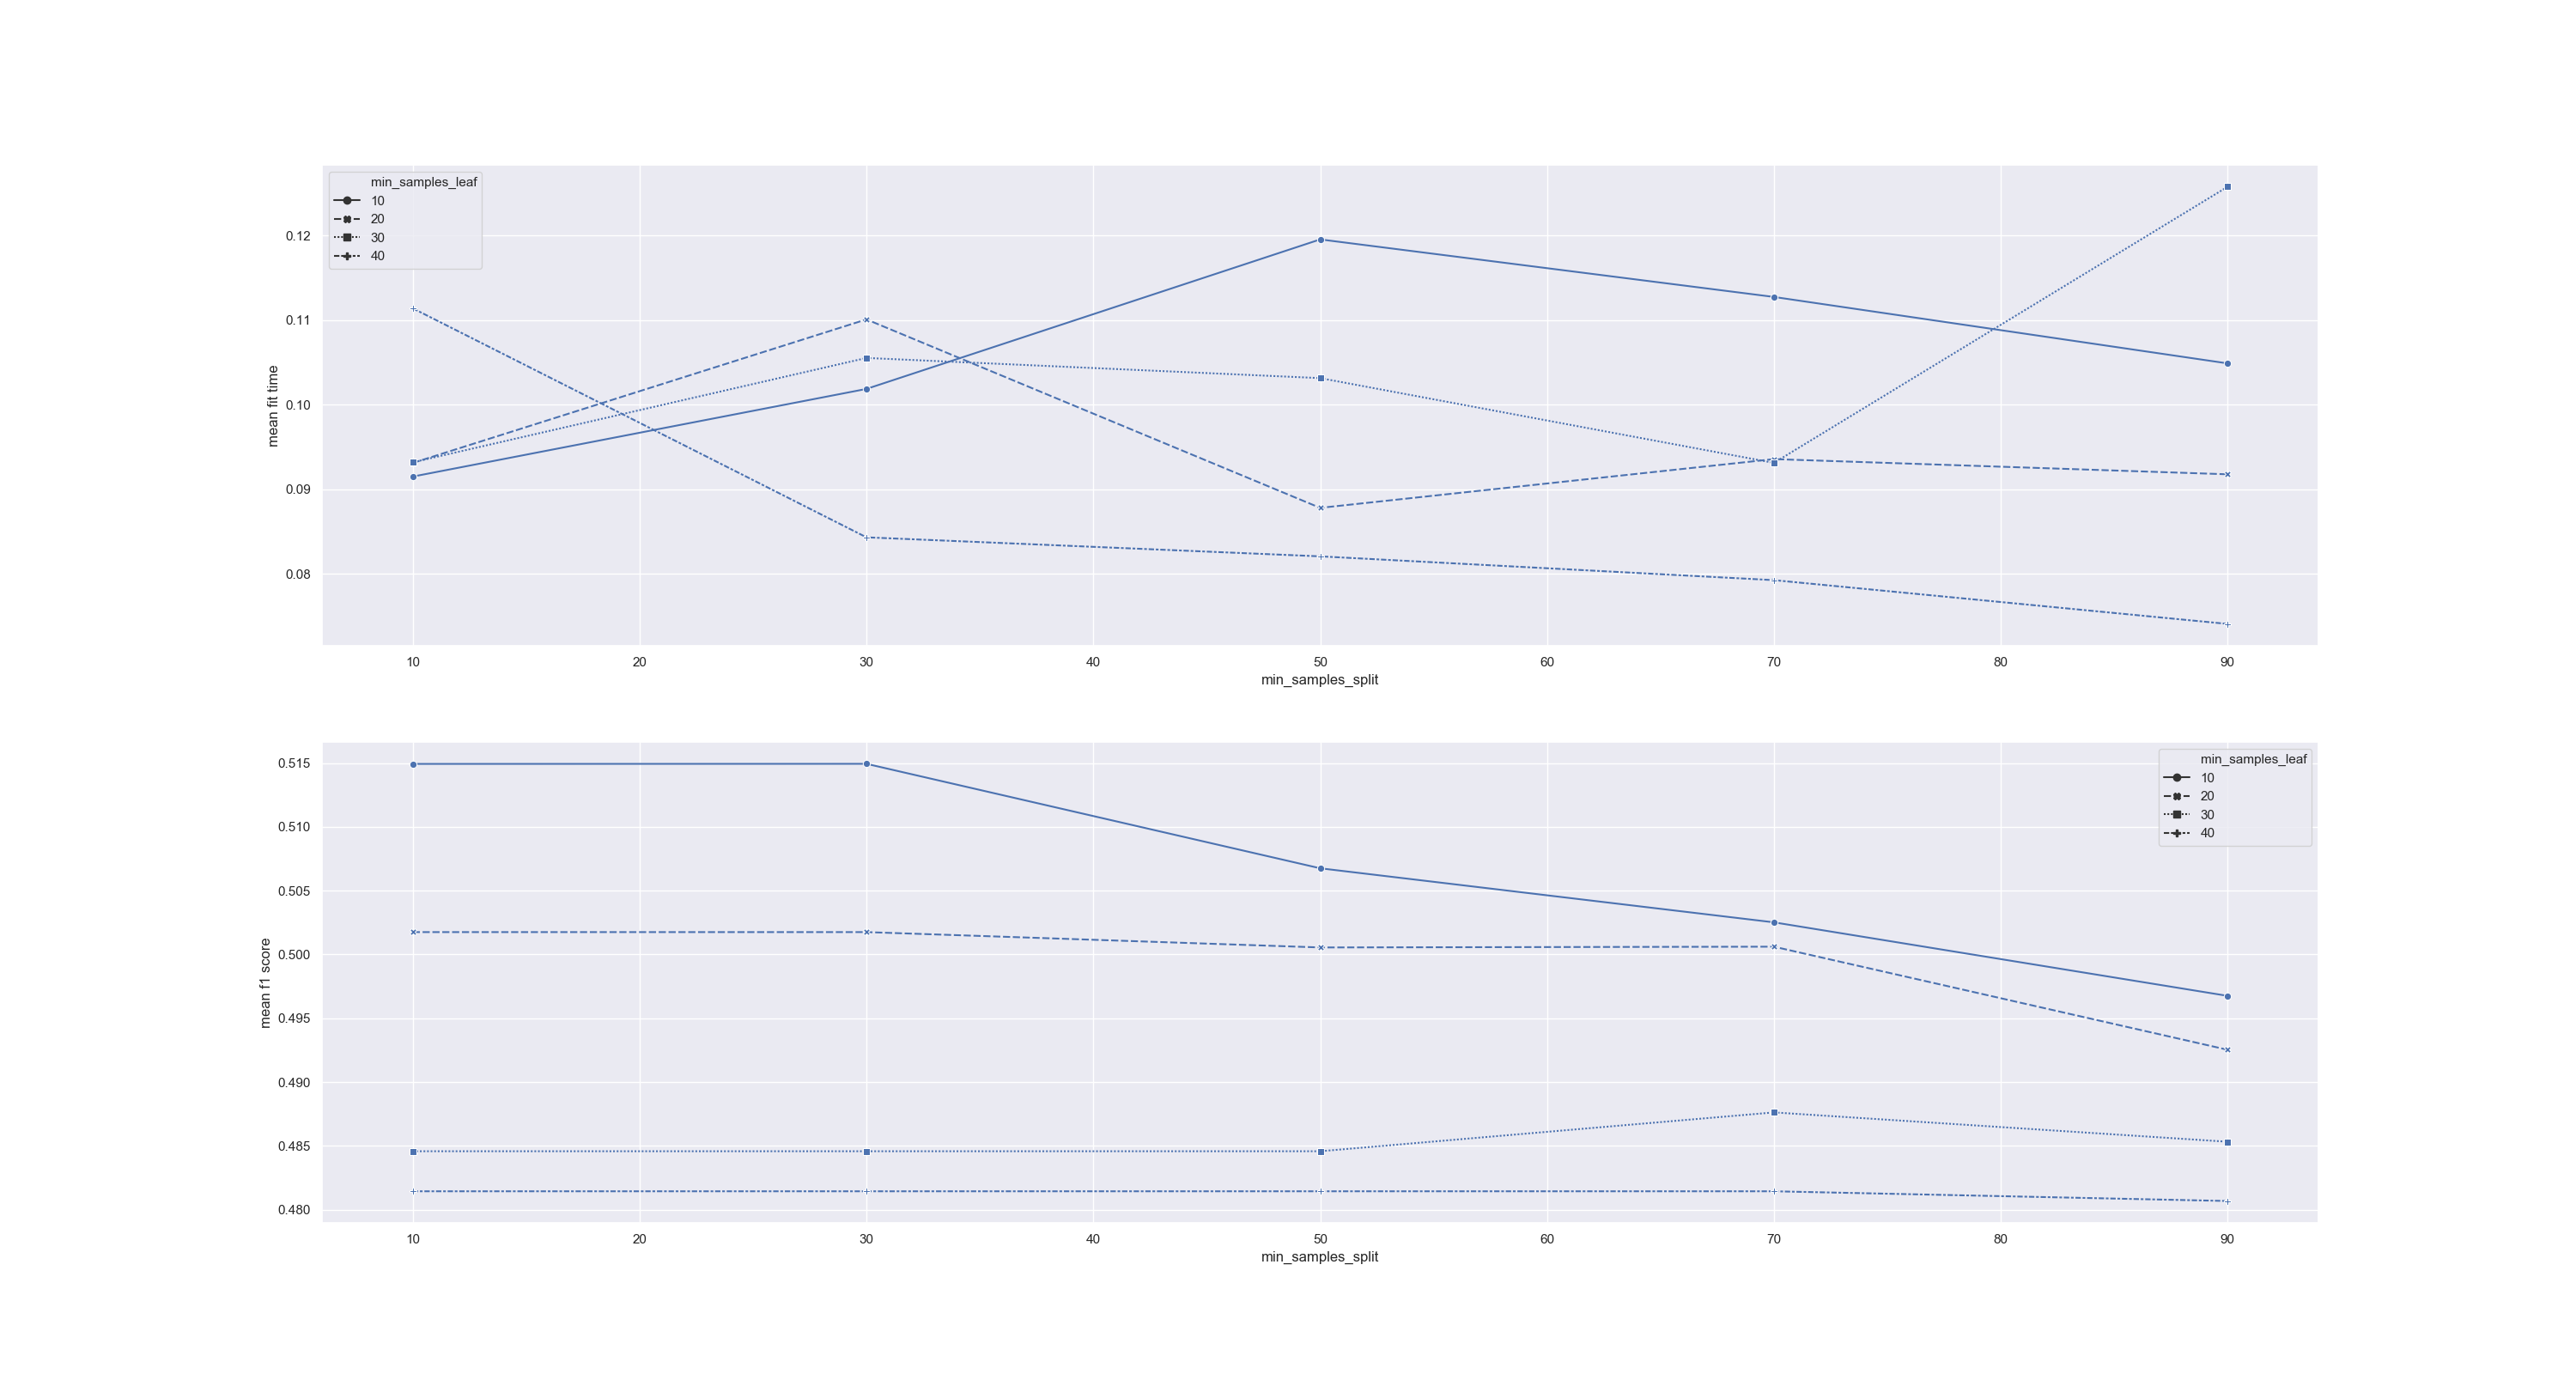 min_samples_leaf
10
20
30
40
0.12
0.11
0.10
0.09
0.08
mean fit time
10 20 30 40 50 60 70 80 90
min_samples_split
min_samples_leaf
10
20
30
40
0.515
0.510
0.505
0.500
0.495
0.490
0.485
0.480
mean f1 score
10 20 30 40 50 60 70 80 90
min_samples_split